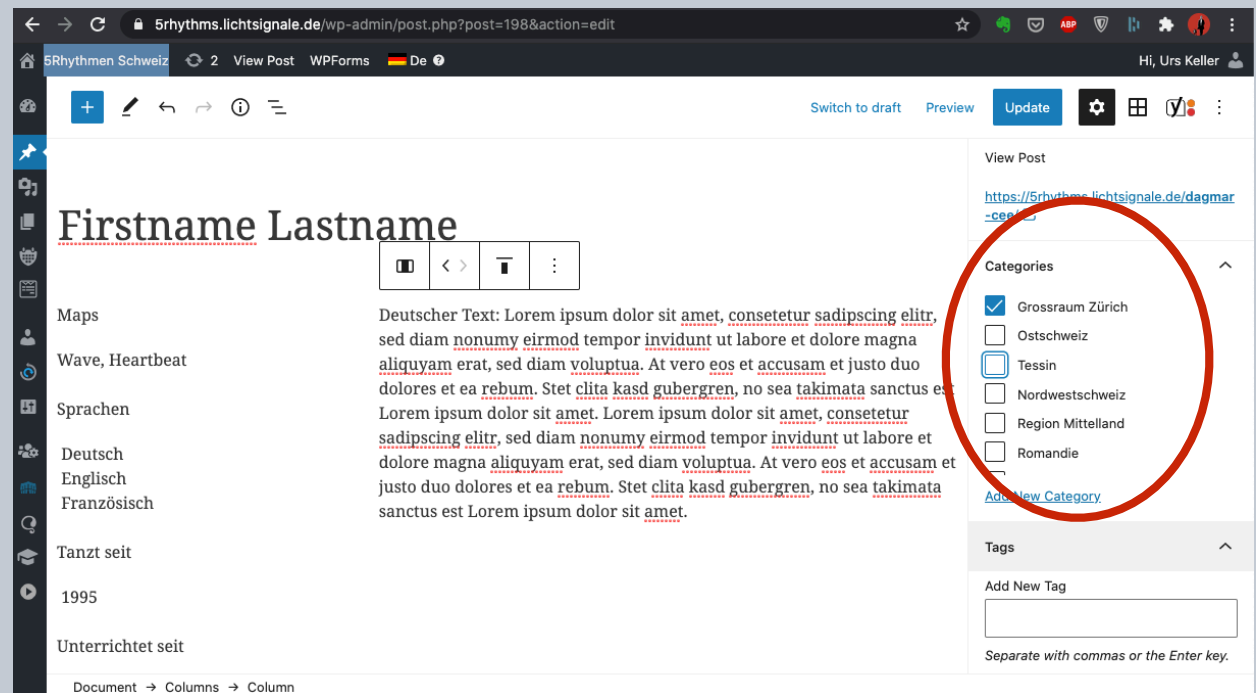 5rhythms.lichtsignale.de/wp-admin/post.php?post=198&action=edit
ABP
5Rhythmen Schweiz 2 View Post WPForms De Hi, Urs Keller
Switch to draft Preview Update
View Post
https://5rhythms.lichtsignale.de/dagmar
-cee/
Firstname Lastname
Categories
Grossraum Zürich
Ostschweiz
Tessin
Nordwestschweiz
Region Mittelland
Romandie
Add New Category
Tags
Add New Tag
Separate with commas or the Enter key.
Maps
Wave, Heartbeat
Sprachen
Deutsch
Englisch
Französisch
Tanzt seit
1995
Unterrichtet seit
Deutscher Text: Lorem ipsum dolor sit amet, consetetur sadipscing elitr,
sed diam nonumy eirmod tempor invidunt ut labore et dolore magna
aliquyam erat, sed diam voluptua. At vero eos et accusam et justo duo
dolores et ea rebum. Stet clita kasd gubergren, no sea takimata sanctus est
Lorem ipsum dolor sit amet. Lorem ipsum dolor sit amet, consetetur
sadipscing elitr, sed diam nonumy eirmod tempor invidunt ut labore et
dolore magna aliquyam erat, sed diam voluptua. At vero eos et accusam et
justo duo dolores et ea rebum. Stet clita kasd gubergren, no sea takimata
sanctus est Lorem ipsum dolor sit amet.
Document → Columns → Column